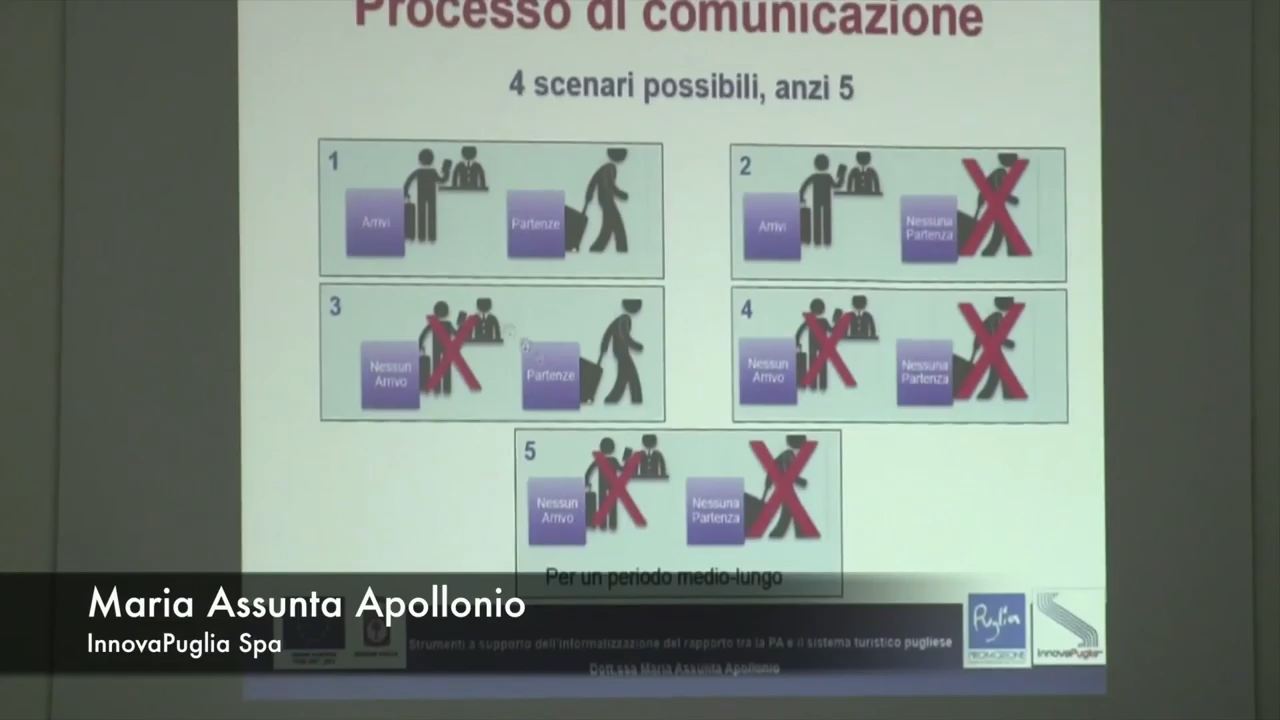 Processo di comunicazione
4 scenari possibili, anzi 5
1
Arrivi
Partenze
2
Arrivi
Nessuna
Partenza
3
Nessun
Arrivo
Partenze
4
Nessun
Arrivo
Nessuna
Partenza
5
Nessun
Arrivo
Nessuna
Partenza
Per un periodo medio-lungo
Maria Assunta Apollonio
InnovaPuglia Spa
Strumenti a supporto dell'informalizzazione del rapporto tra la PA e il sistema turistico pugliese
Dott.ssa Maria Assunta Apollonio
Puglia
PROMOZIONE
InnovaPuglia